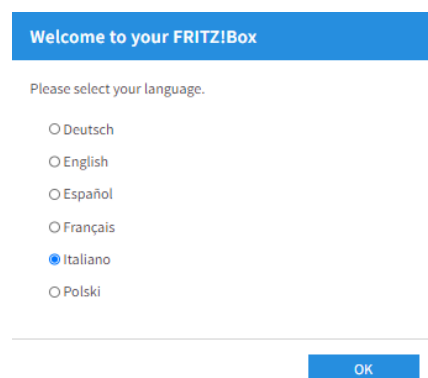 Welcome to your FRITZ!Box
Please select your language.
Deutsch
English
Español
Français
Italiano
Polski
OK